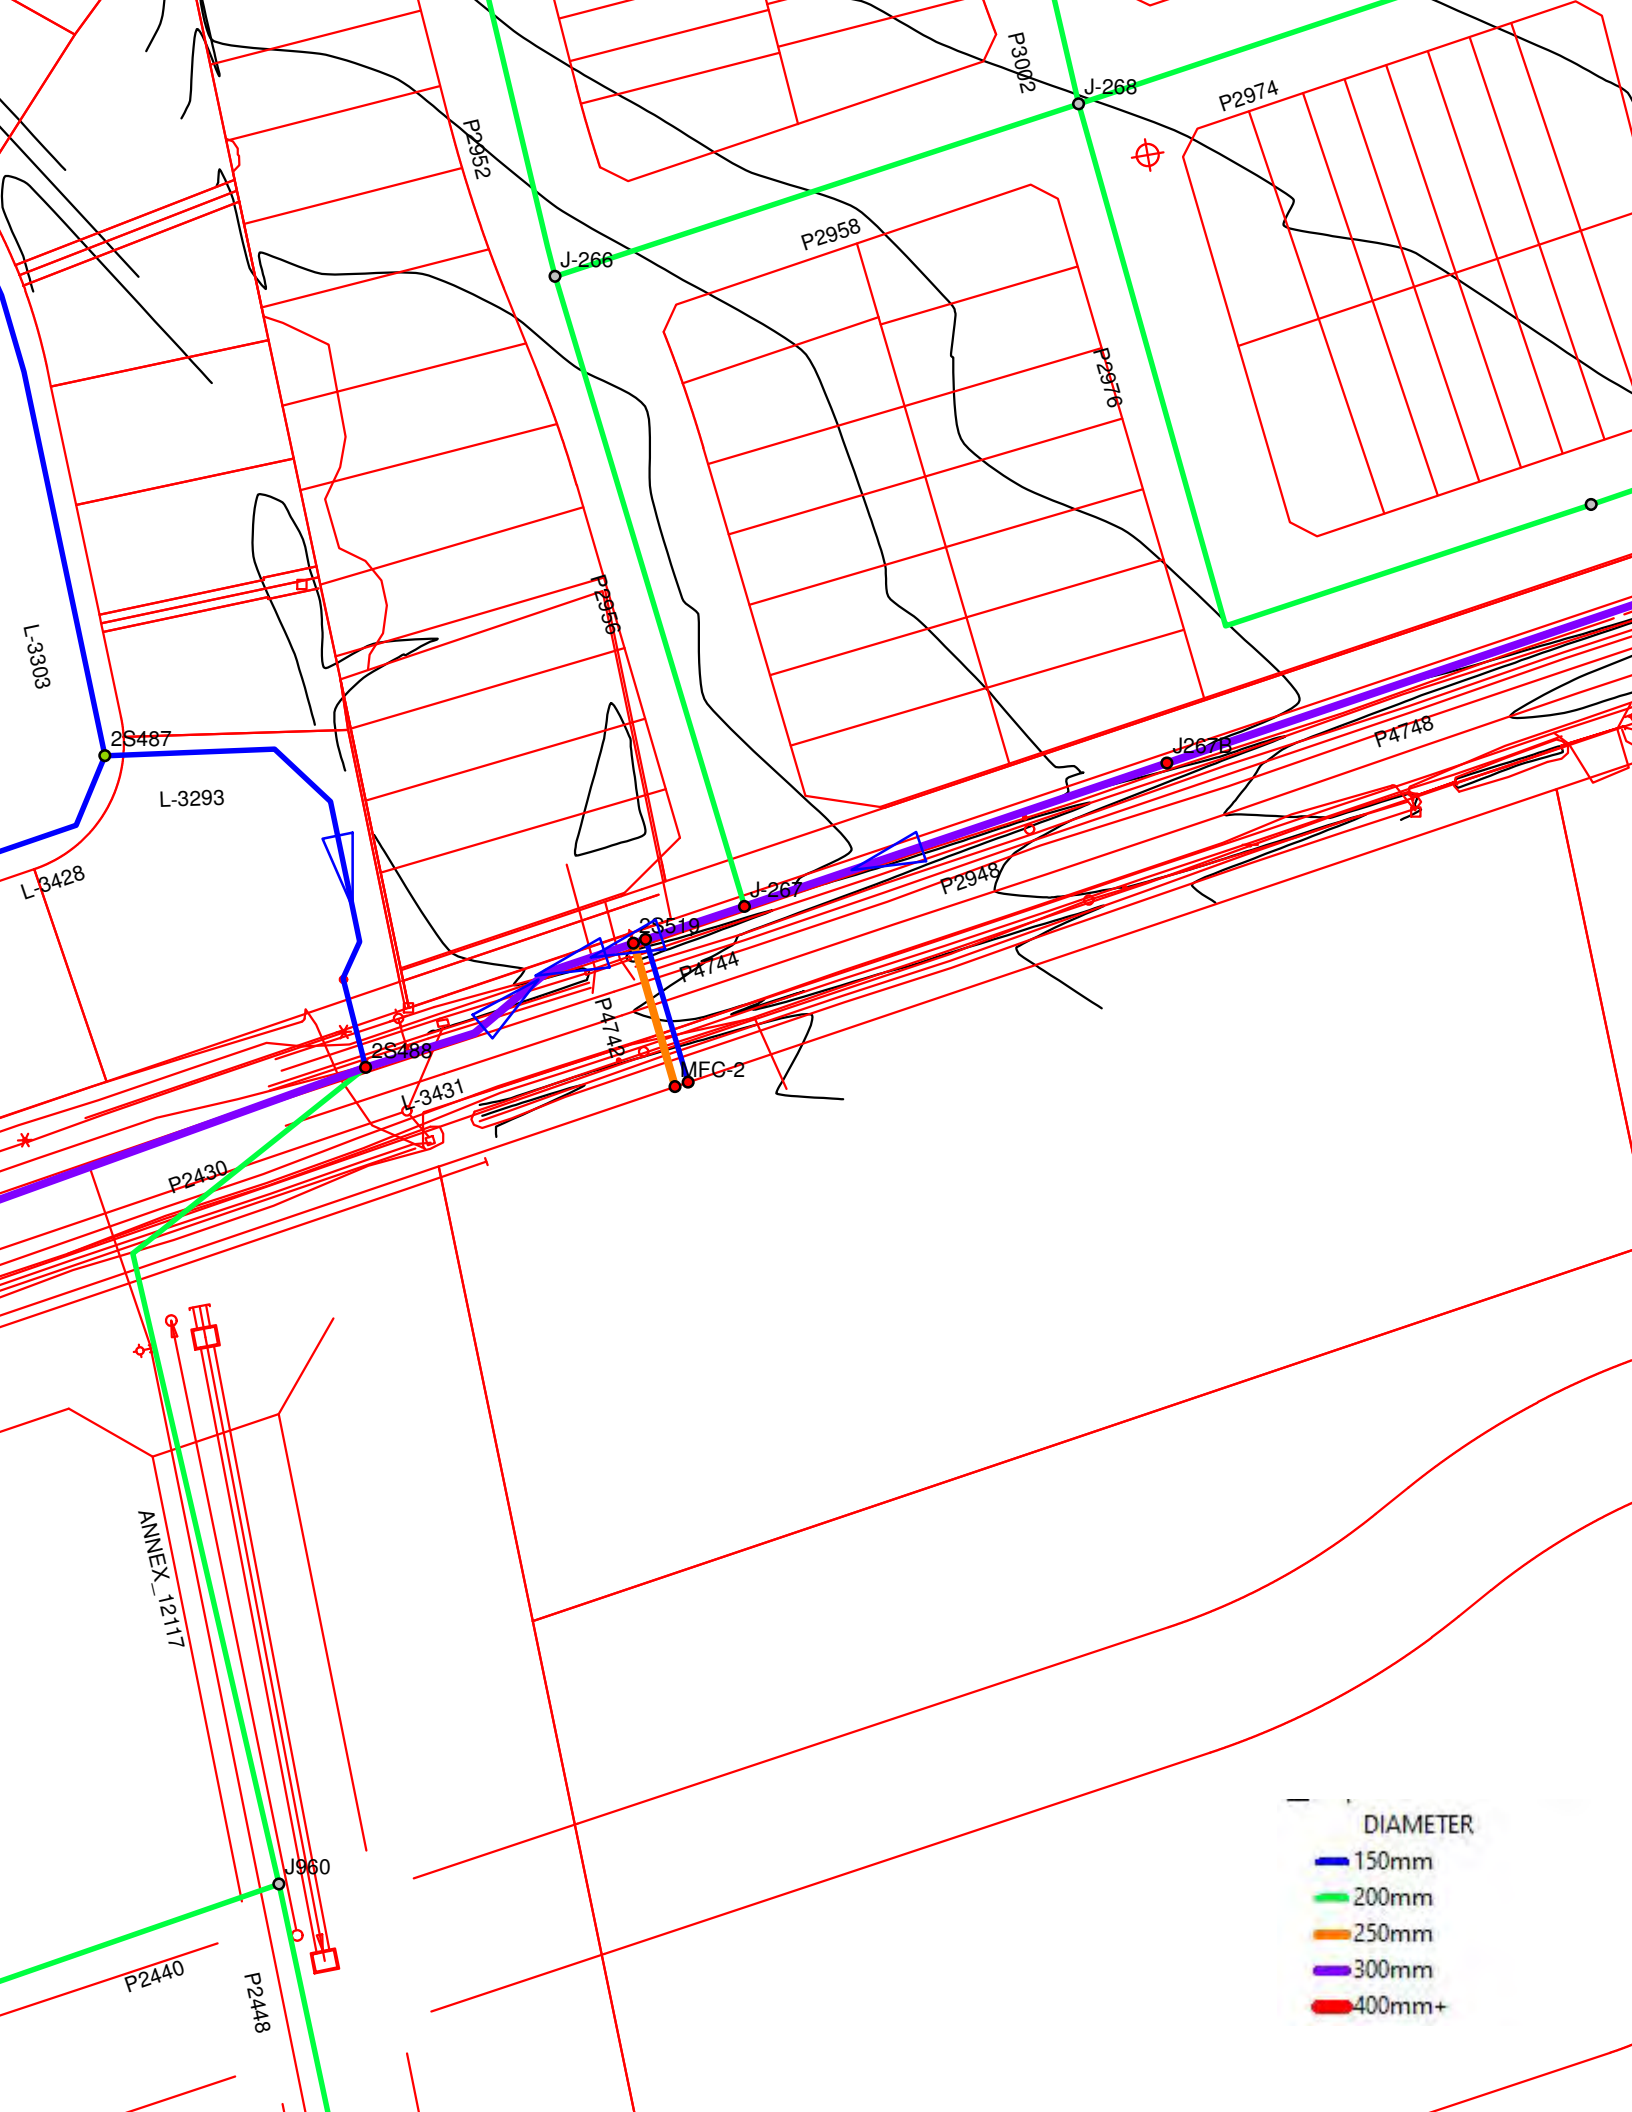 P3002
J-268
P2974
P2952
P2958
J-266
P2976
P2956
L-3303
2S487
L-3293
J267B
P4748
L-3428
P2948
J-267
2S519
P4744
P4742
2S488
MFC-2
L-3431
P2430
ANNEX_12117
J960
P2440
P2448
DIAMETER
150mm
200mm
250mm
300mm
400mm+